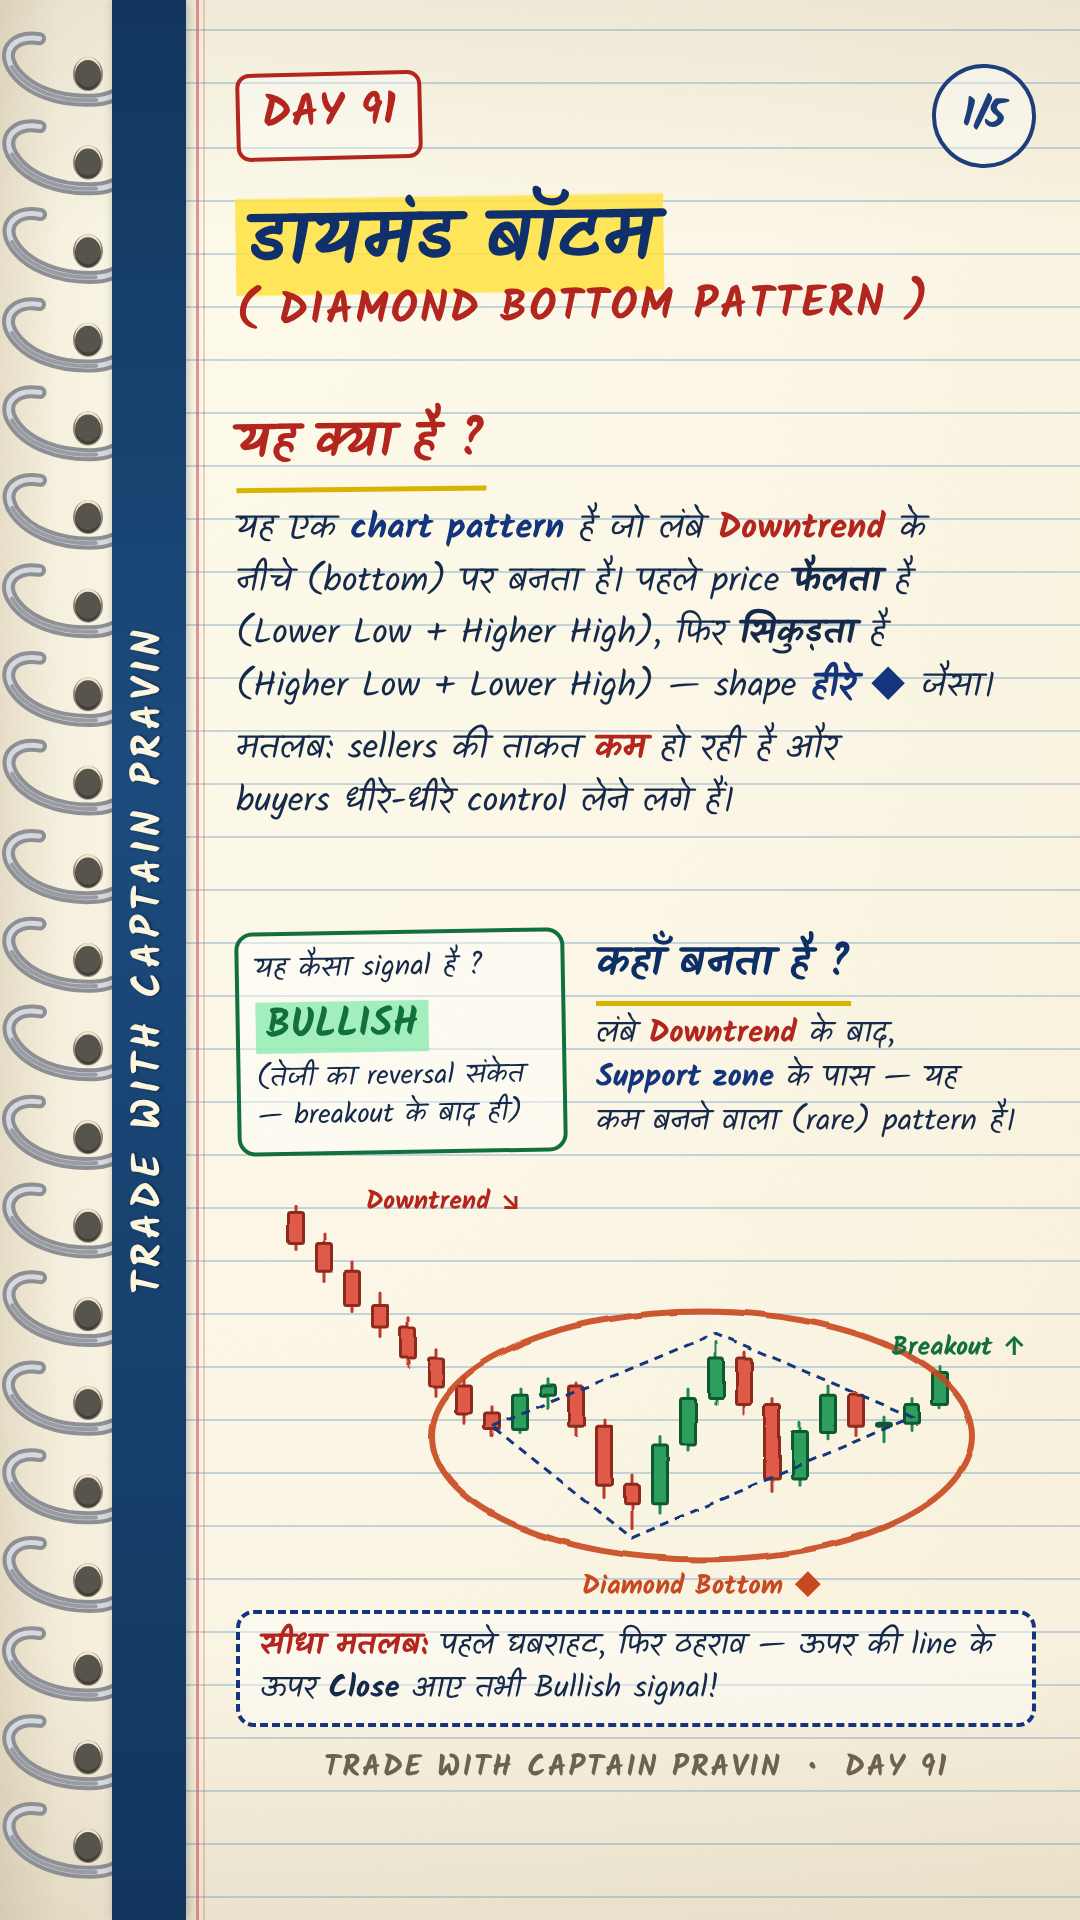 DAY 91
1/5
डायमंड बॉटम
( DIAMOND BOTTOM PATTERN )
यह क्या है ?
यह एक chart pattern है जो लंबे Downtrend के
नीचे (bottom) पर बनता है। पहले price फैलता है
(Lower Low + Higher High), फिर सिकुड़ता है
(Higher Low + Lower High) — shape हीरे ◆ जैसा।
मतलब: sellers की ताकत कम हो रही है और
buyers धीरे-धीरे control लेने लगे हैं।
यह कैसा signal है ?
BULLISH
(तेजी का reversal संकेत
— breakout के बाद ही)
कहाँ बनता है ?
लंबे Downtrend के बाद,
Support zone के पास — यह
कम बनने वाला (rare) pattern है।
Downtrend ↘
Breakout ↑
Diamond Bottom ◆
सीधा मतलब: पहले घबराहट, फिर ठहराव — ऊपर की line के
ऊपर Close आए तभी Bullish signal!
TRADE WITH CAPTAIN PRAVIN · DAY 91
TRADE WITH CAPTAIN PRAVIN